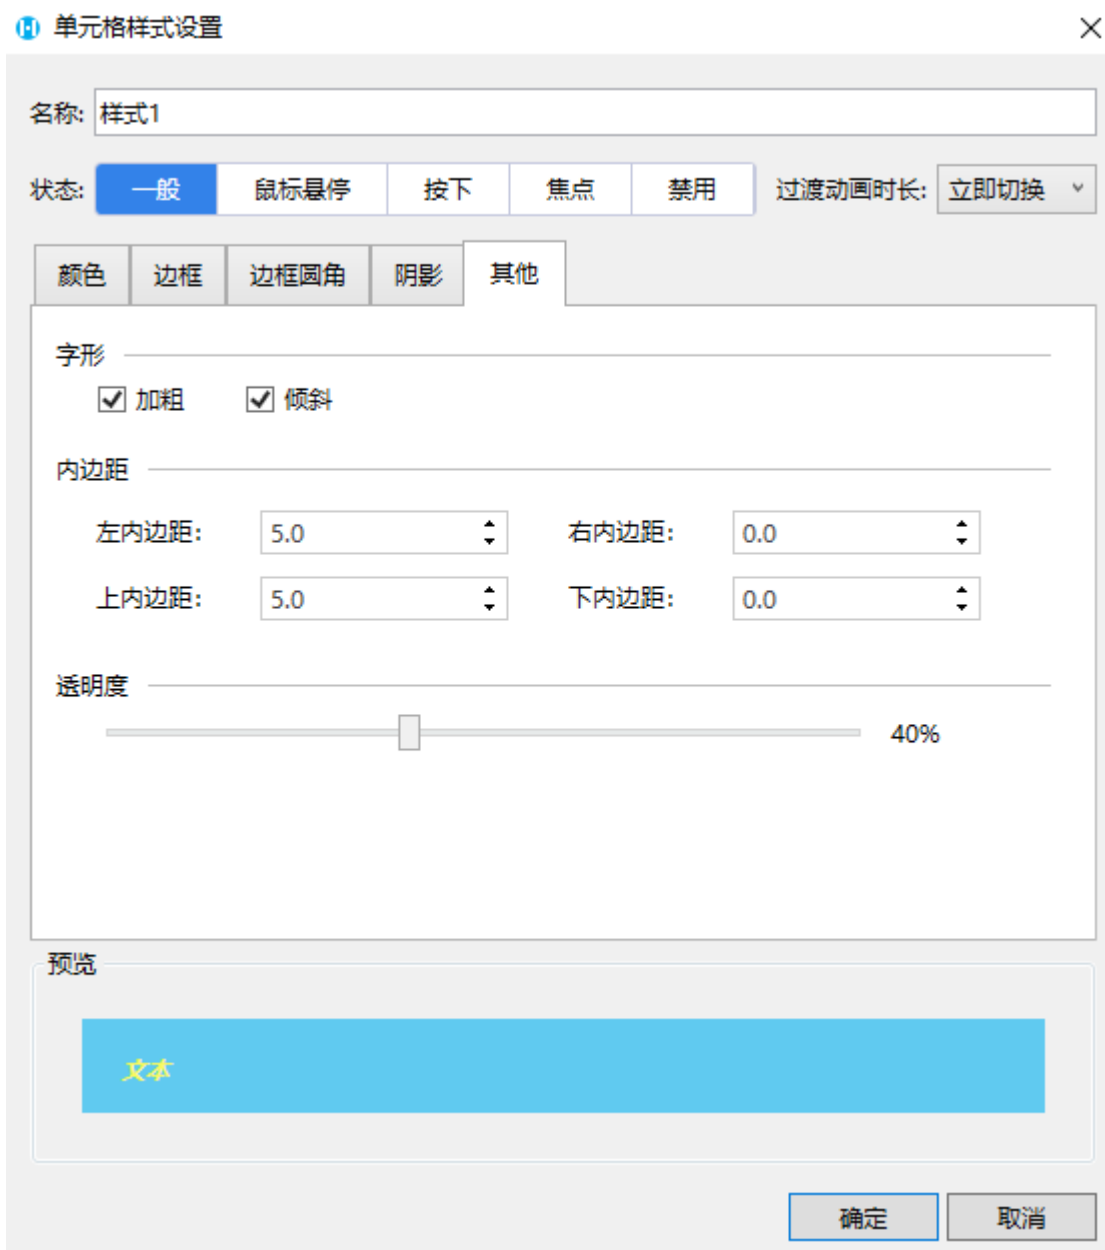 单元格样式设置
名称: 样式1
状态: 一般 鼠标悬停 按下 焦点 禁用 过渡动画时长: 立即切换
颜色 边框 边框圆角 阴影 其他
字形
加粗 倾斜
内边距
左内边距: 5.0 右内边距: 0.0
上内边距: 5.0 下内边距: 0.0
透明度
40%
预览
文本
确定 取消